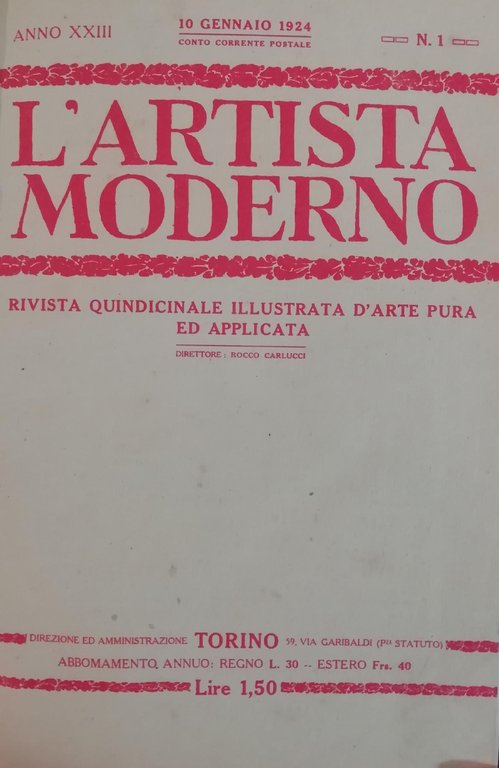 ANNO XXIII
10 GENNAIO 1924
CONTO CORRENTE POSTALE
N. 1
L'ARTISTA
MODERNO
RIVISTA QUINDICINALE ILLUSTRATA D'ARTE PURA
ED APPLICATA
DIRETTORE: ROCCO CARLUCCI
DIREZIONE ED AMMINISTRAZIONE TORINO 59, VIA GARIBALDI (Pza STATUTO)
ABBOMAMENTO, ANNUO: REGNO L. 30 -- ESTERO Frs. 40
Lire 1,50